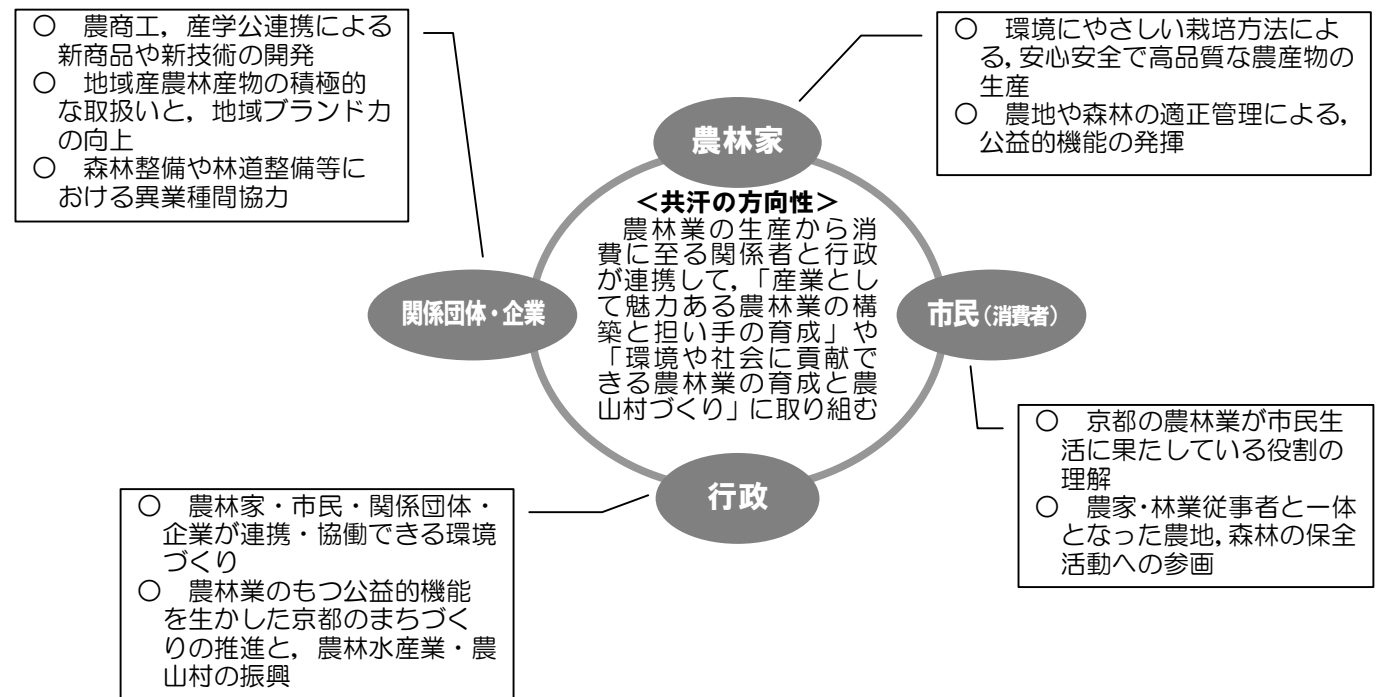 ○　農商工，産学公連携による
新商品や新技術の開発
○　地域産農林産物の積極的
な取扱いと，地域ブランド力
の向上
○　森林整備や林道整備等に
おける異業種間協力
○　環境にやさしい栽培方法によ
る，安心安全で高品質な農産物の
生産
○　農地や森林の適正管理による，
公益的機能の発揮
農林家
＜共汗の方向性＞
農林業の生産から消
費に至る関係者と行政
が連携して，「産業とし
て魅力ある農林業の構
築と担い手の育成」や
「環境や社会に貢献で
きる農林業の育成と農
山村づくり」に取り組む
関係団体・企業
市民（消費者）
行政
○　京都の農林業が市民生
活に果たしている役割の
理解
○　農家・林業従事者と一体
となった農地，森林の保全
活動への参画
○　農林家・市民・関係団体・
企業が連携・協働できる環境
づくり
○　農林業のもつ公益的機能
を生かした京都のまちづく
りの推進と，農林水産業・農
山村の振興